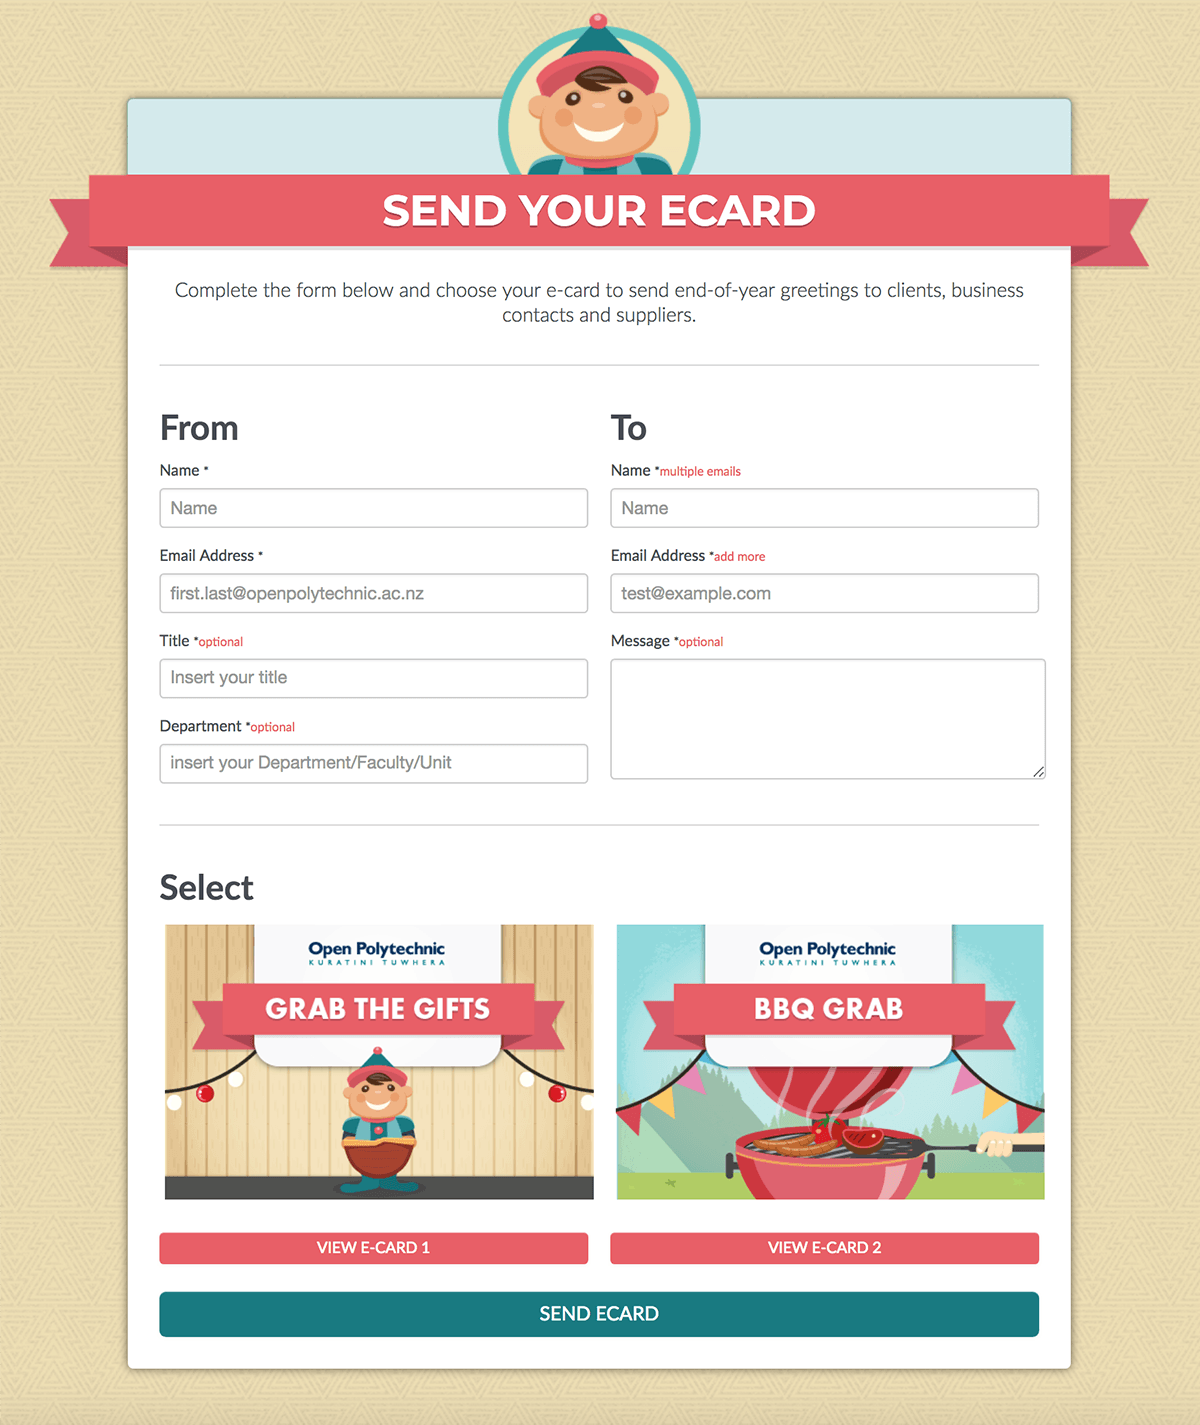 SEND YOUR ECARD
Complete the form below and choose your e-card to send end-of-year greetings to clients, business
contacts and suppliers.
From
Name *
Name
Email Address *
first.last@openpolytechnic.ac.nz
Title *optional
Insert your title
Department *optional
insert your Department/Faculty/Unit
To
Name *multiple emails
Name
Email Address *add more
test@example.com
Message *optional
Select
Open Polytechnic
KURATINI TUWHERA
GRAB THE GIFTS
Open Polytechnic
KURATINI TUWHERA
BBQ GRAB
VIEW E-CARD 1
VIEW E-CARD 2
SEND ECARD